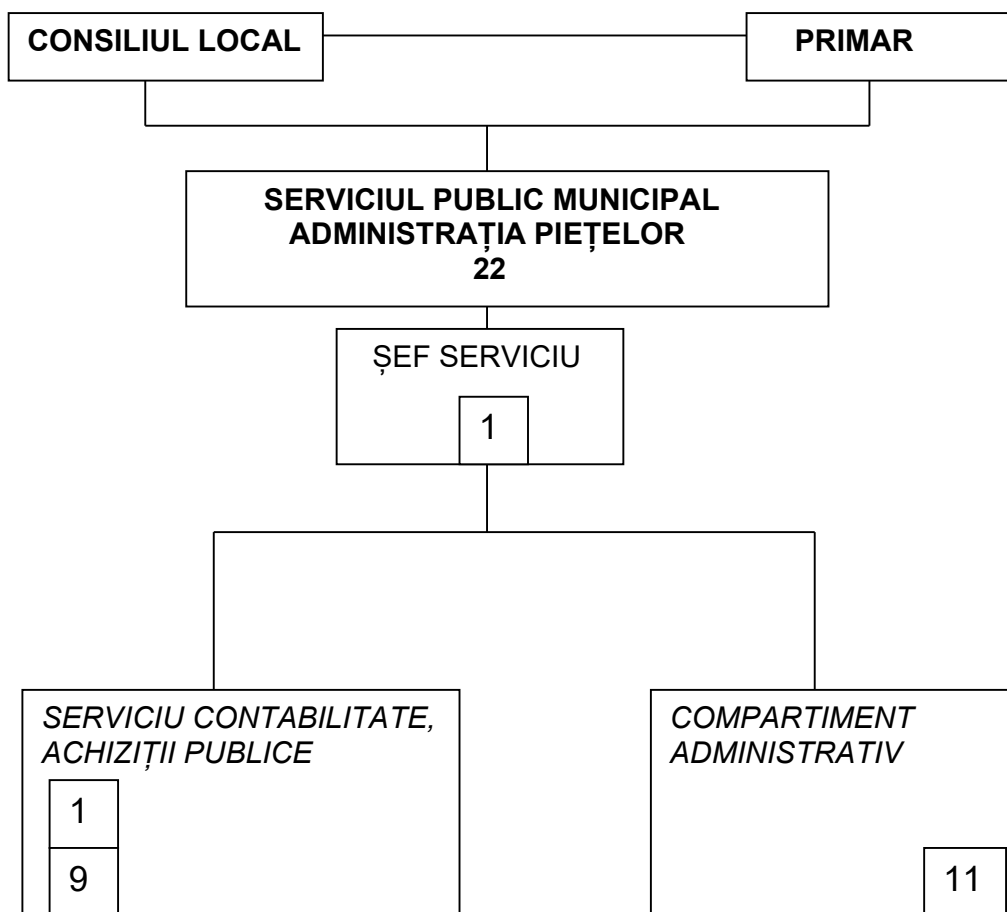 CONSILIUL LOCAL
PRIMAR
SERVICIUL PUBLIC MUNICIPAL
ADMINISTRAȚIA PIEȚELOR
22
ȘEF SERVICIU
1
SERVICIU CONTABILITATE,
ACHIZIȚII PUBLICE
1
9
COMPARTIMENT
ADMINISTRATIV
11